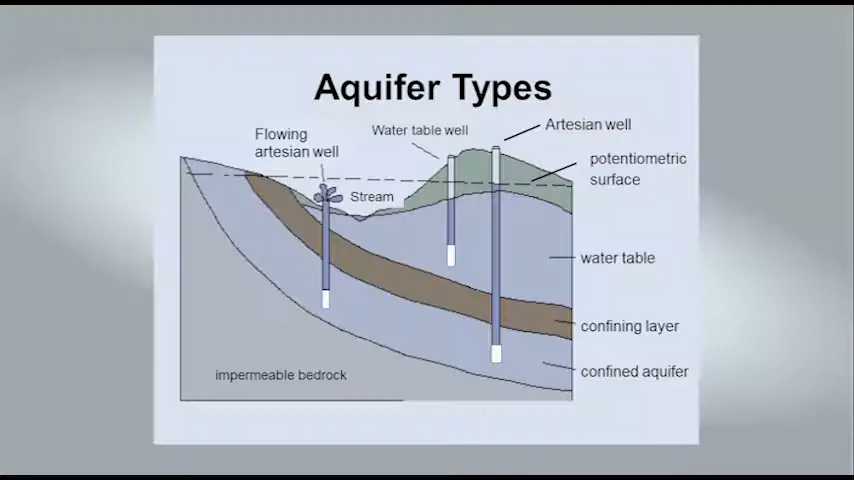 Aquifer Types
Flowing
artesian well
Water table well
Artesian well
potentiometric
surface
Stream
water table
confining layer
confined aquifer
impermeable bedrock